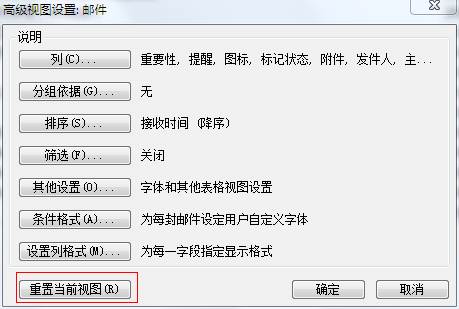 高级视图设置: 邮件
说明
列(C)... 重要性, 提醒, 图标, 标记状态, 附件, 发件人, 主...
分组依据(G)... 无
排序(S)... 接收时间 (降序)
筛选(F)... 关闭
其他设置(O)... 字体和其他表格视图设置
条件格式(A)... 为每封邮件设定用户自定义字体
设置列格式(M)... 为每一字段指定显示格式
重置当前视图(R) 确定 取消